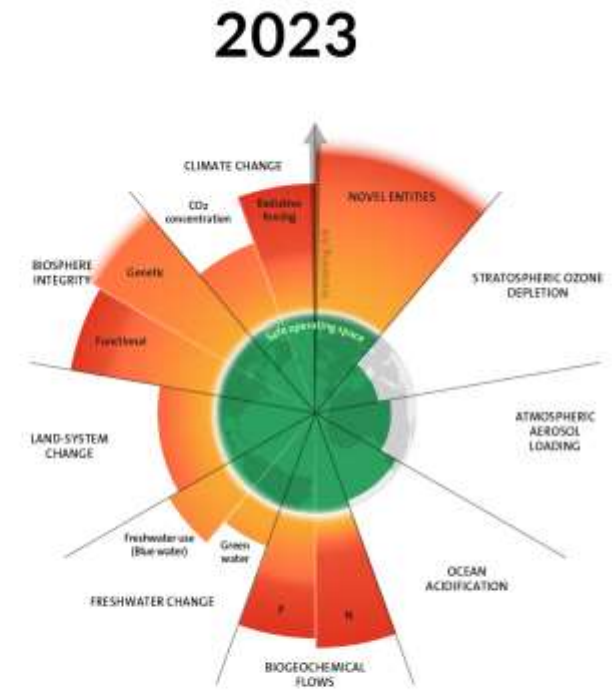 2023
CLIMATE CHANGE
CO₂
concentration
Radiative
forcing
NOVEL ENTITIES
BIOSPHERE
INTEGRITY
Genetic
Functional
STRATOSPHERIC OZONE
DEPLETION
Safe operating space
LAND-SYSTEM
CHANGE
ATMOSPHERIC
AEROSOL
LOADING
Freshwater use
(Blue water)
Green
water
FRESHWATER CHANGE
OCEAN
ACIDIFICATION
P
N
BIOGEOCHEMICAL
FLOWS